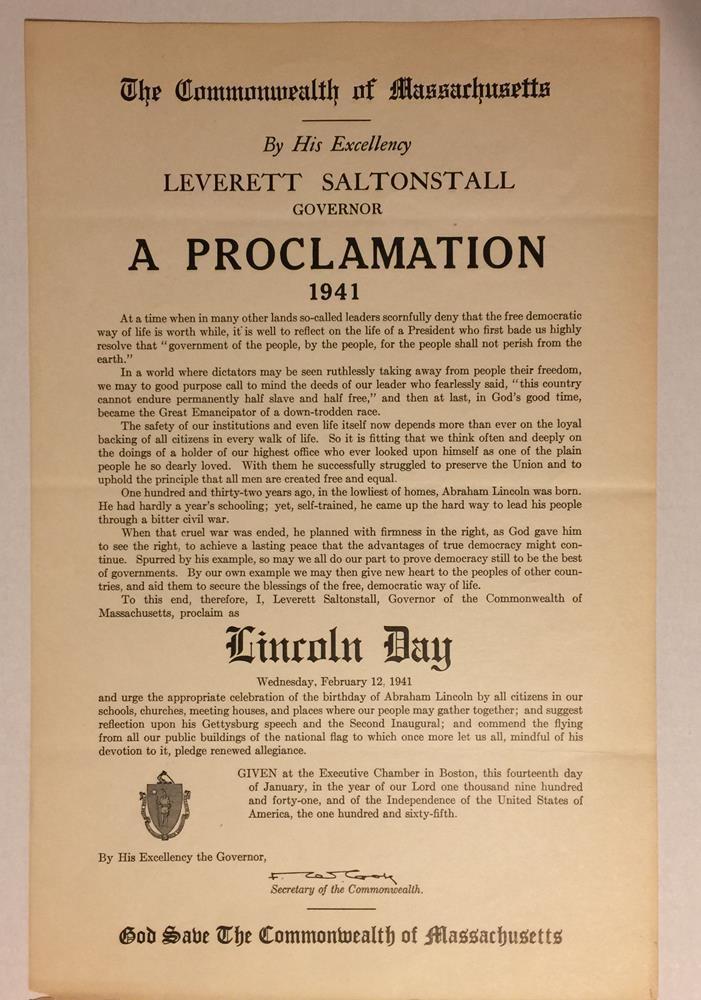 The Commonwealth of Massachusetts
By His Excellency
LEVERETT SALTONSTALL
GOVERNOR
A PROCLAMATION
1941
At a time when in many other lands so-called leaders scornfully deny that the free democratic
way of life is worth while, it is well to reflect on the life of a President who first bade us highly
resolve that "government of the people, by the people, for the people shall not perish from the
earth."
In a world where dictators may be seen ruthlessly taking away from people their freedom,
we may to good purpose call to mind the deeds of our leader who fearlessly said, "this country
cannot endure permanently half slave and half free," and then at last, in God's good time,
became the Great Emancipator of a down-trodden race.
The safety of our institutions and even life itself now depends more than ever on the loyal
backing of all citizens in every walk of life. So it is fitting that we think often and deeply on
the doings of a holder of our highest office who ever looked upon himself as one of the plain
people he so dearly loved. With them he successfully struggled to preserve the Union and to
uphold the principle that all men are created free and equal.
One hundred and thirty-two years ago, in the lowliest of homes, Abraham Lincoln was born.
He had hardly a year's schooling; yet, self-trained, he came up the hard way to lead his people
through a bitter civil war.
When that cruel war was ended, he planned with firmness in the right, as God gave him
to see the right, to achieve a lasting peace that the advantages of true democracy might con-
tinue. Spurred by his example, so may we all do our part to prove democracy still to be the best
of governments. By our own example we may then give new heart to the peoples of other coun-
tries, and aid them to secure the blessings of the free, democratic way of life.
To this end, therefore, I, Leverett Saltonstall, Governor of the Commonwealth of
Massachusetts, proclaim as
Lincoln Day
Wednesday, February 12, 1941
and urge the appropriate celebration of the birthday of Abraham Lincoln by all citizens in our
schools, churches, meeting houses, and places where our people may gather together; and suggest
reflection upon his Gettysburg speech and the Second Inaugural; and commend the flying
from all our public buildings of the national flag to which once more let us all, mindful of his
devotion to it, pledge renewed allegiance.
GIVEN at the Executive Chamber in Boston, this fourteenth day
of January, in the year of our Lord one thousand nine hundred
and forty-one, and of the Independence of the United States of
America, the one hundred and sixty-fifth.
By His Excellency the Governor,
F. W. Cook
Secretary of the Commonwealth.
God Save The Commonwealth of Massachusetts